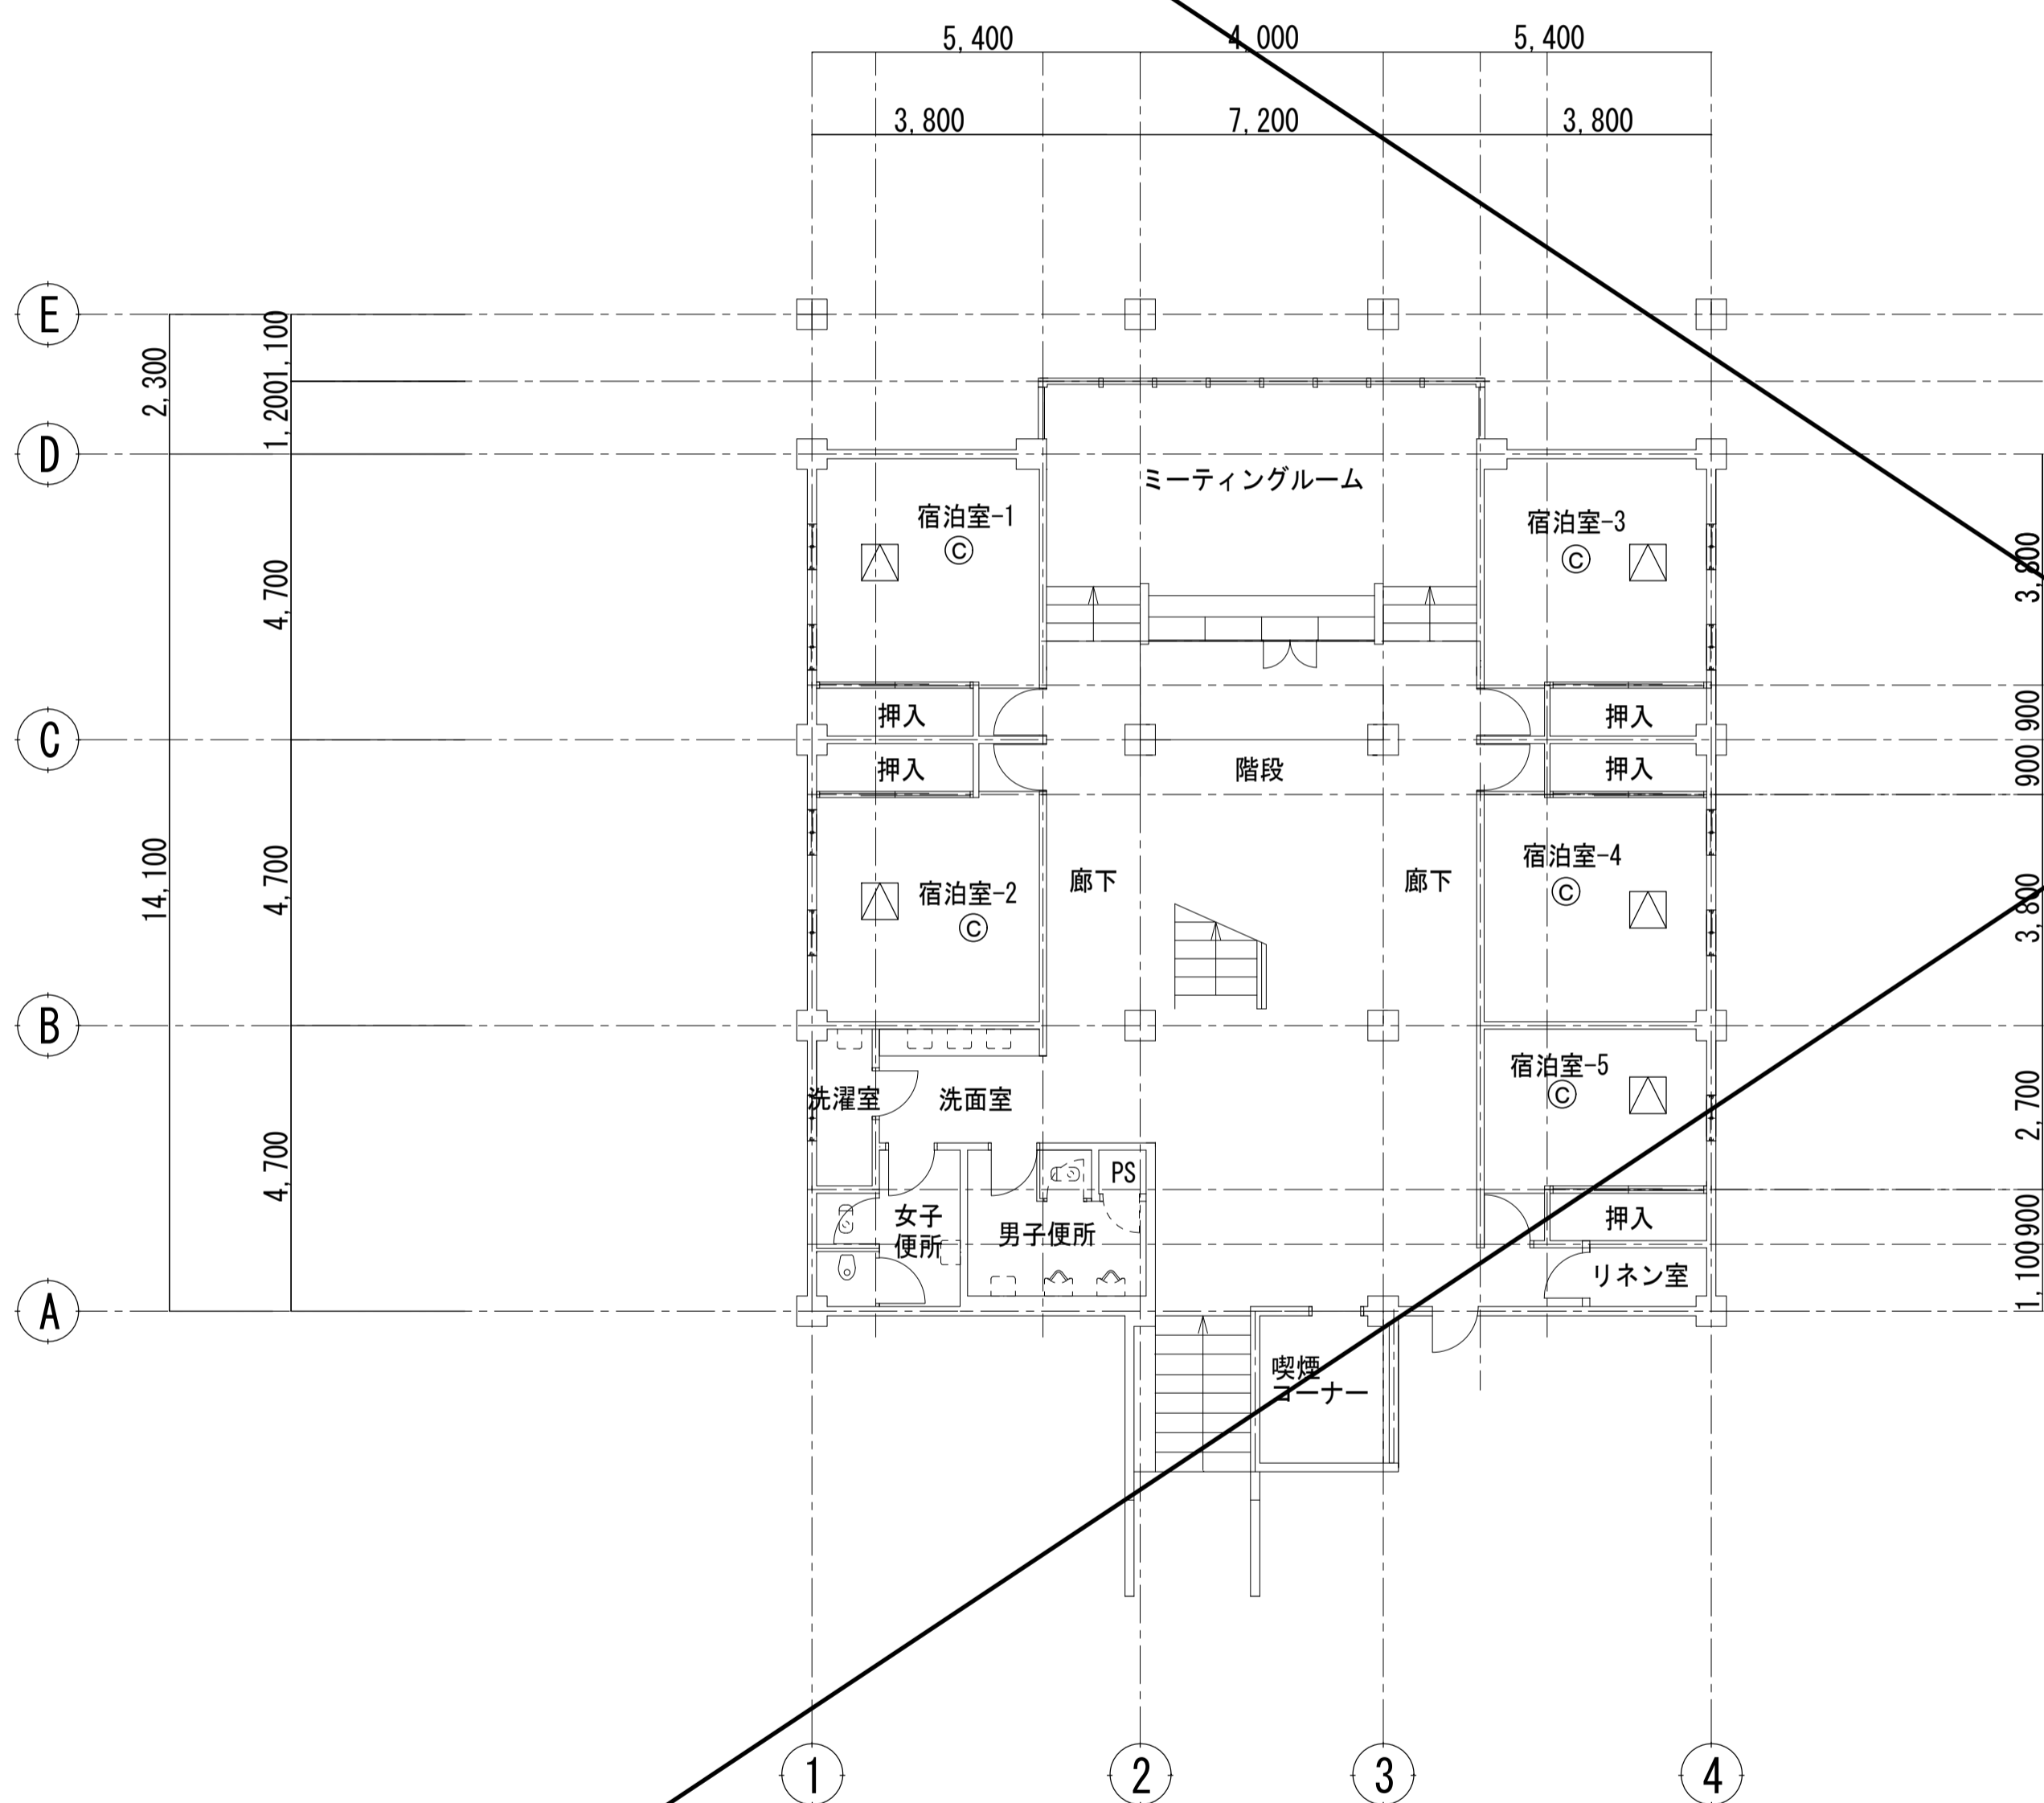 5,400
4,000
5,400
3,800
7,200
3,800
E
1,100
2,300
1,200
D
ミーティングルーム
宿泊室-1
C
宿泊室-3
C
3,800
4,700
押入
押入
900
C
押入
階段
押入
900
宿泊室-4
C
廊下
廊下
宿泊室-2
C
14,100
4,700
3,800
B
宿泊室-5
C
洗濯室
洗面室
2,700
4,700
PS
女子
便所
男子便所
押入
900
リネン室
1,100
A
喫煙
コーナー
1
2
3
4